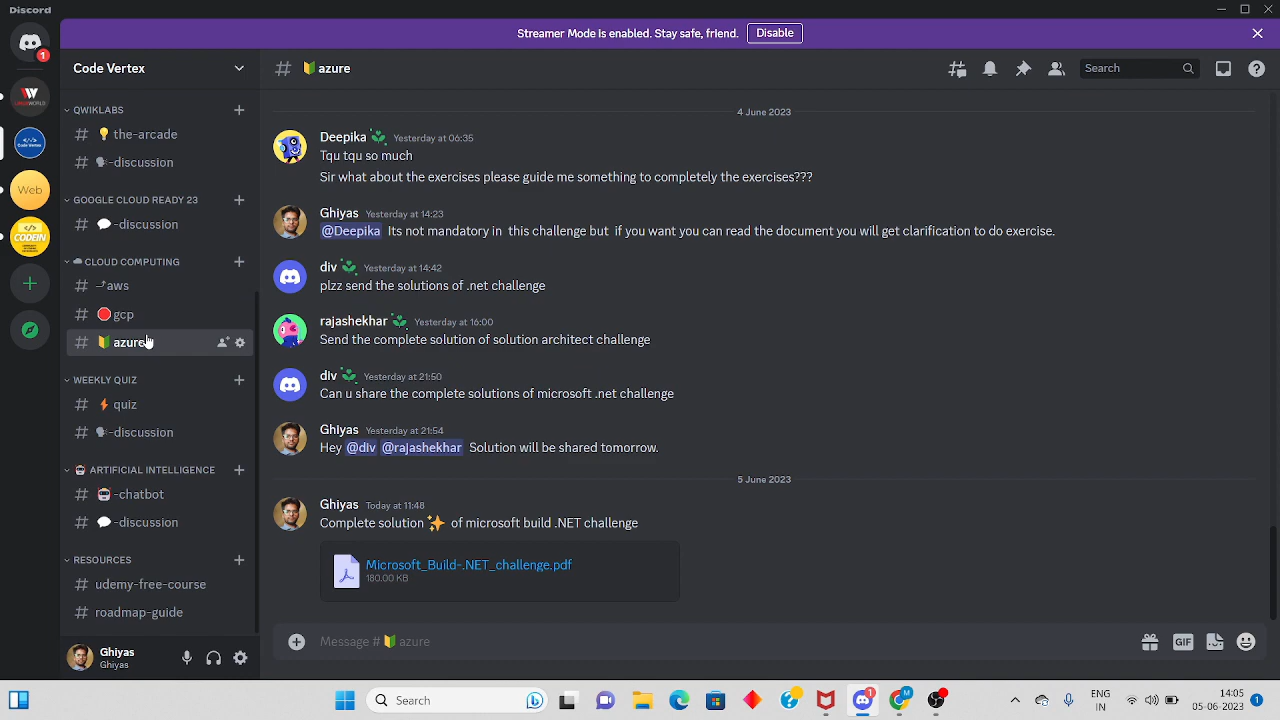 Discord
Streamer Mode is enabled. Stay safe, friend. Disable
1
Code Vertex
# azure
Search
QWIKLABS
# the-arcade
# -discussion
GOOGLE CLOUD READY 23
# -discussion
CLOUD COMPUTING
# aws
# gcp
# azure
WEEKLY QUIZ
# quiz
# -discussion
ARTIFICIAL INTELLIGENCE
# -chatbot
# -discussion
RESOURCES
# udemy-free-course
# roadmap-guide
Ghiyas
Ghiyas
LINUXWORLD
Code Vertex
Web
CODEIN
4 June 2023
Deepika Yesterday at 06:35
Tqu tqu so much
Sir what about the exercises please guide me something to completely the exercises???
Ghiyas Yesterday at 14:23
@Deepika Its not mandatory in this challenge but if you want you can read the document you will get clarification to do exercise.
div Yesterday at 14:42
plzz send the solutions of .net challenge
rajashekhar Yesterday at 16:00
Send the complete solution of solution architect challenge
div Yesterday at 21:50
Can u share the complete solutions of microsoft .net challenge
Ghiyas Yesterday at 21:54
Hey @div @rajashekhar Solution will be shared tomorrow.
5 June 2023
Ghiyas Today at 11:48
Complete solution of microsoft build .NET challenge
Microsoft_Build-.NET_challenge.pdf
180.00 KB
Message # azure
GIF
Search
1
M
ENG
IN
14:05
05-06-2023
1